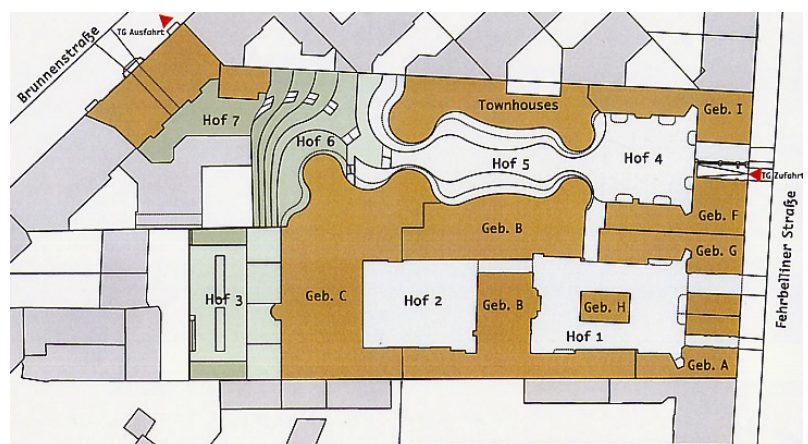 Brunnenstraße
TG Ausfahrt
Townhouses
Geb. I
Hof 7
Hof 6
Hof 5
Hof 4
TG Zufahrt
Geb. F
Geb. B
Geb. G
Fehrbelliner Straße
Hof 3
Geb. C
Hof 2
Geb. B
Geb. H
Hof 1
Geb. A